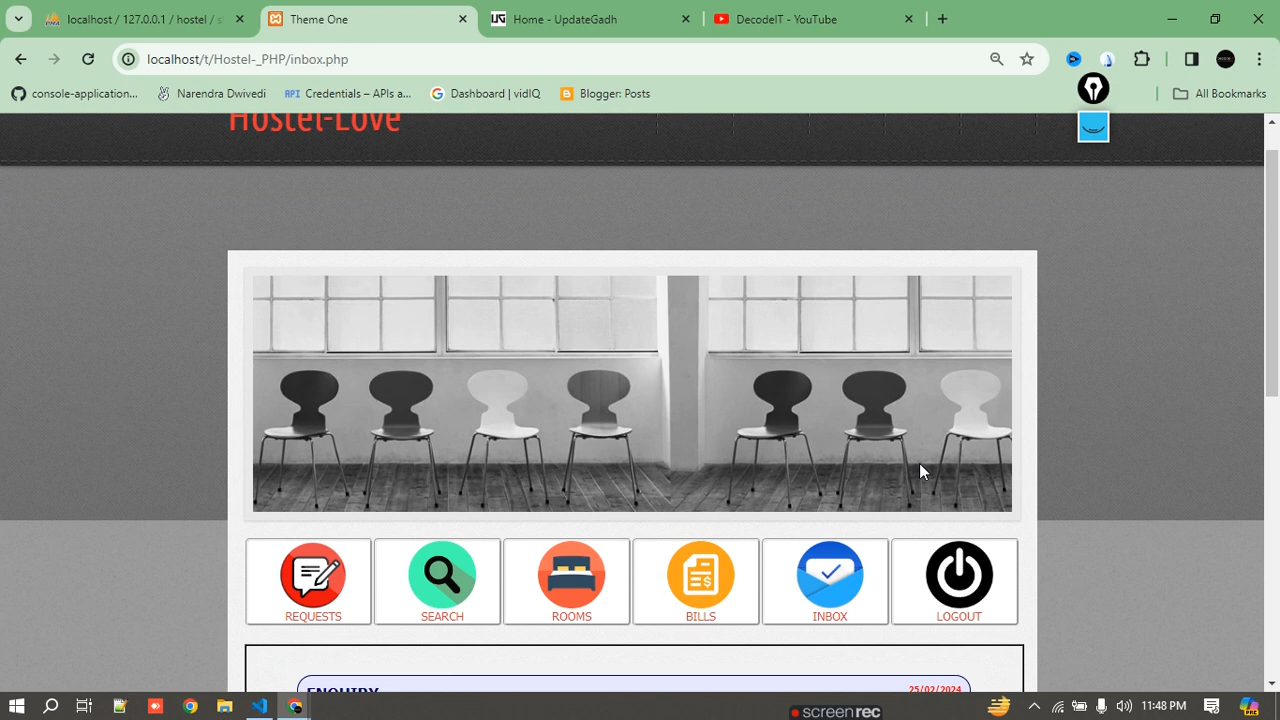 localhost / 127.0.0.1 / hostel / s
Theme One
Home - UpdateGadh
DecodeIT - YouTube
localhost/t/Hostel-_PHP/inbox.php
console-application...
Narendra Dwivedi
API Credentials – APIs a...
Dashboard | vidIQ
Blogger: Posts
All Bookmarks
Hostel-Love
REQUESTS
SEARCH
ROOMS
BILLS
INBOX
LOGOUT
ENQUIRY
25/02/2024
screenrec
11:48 PM